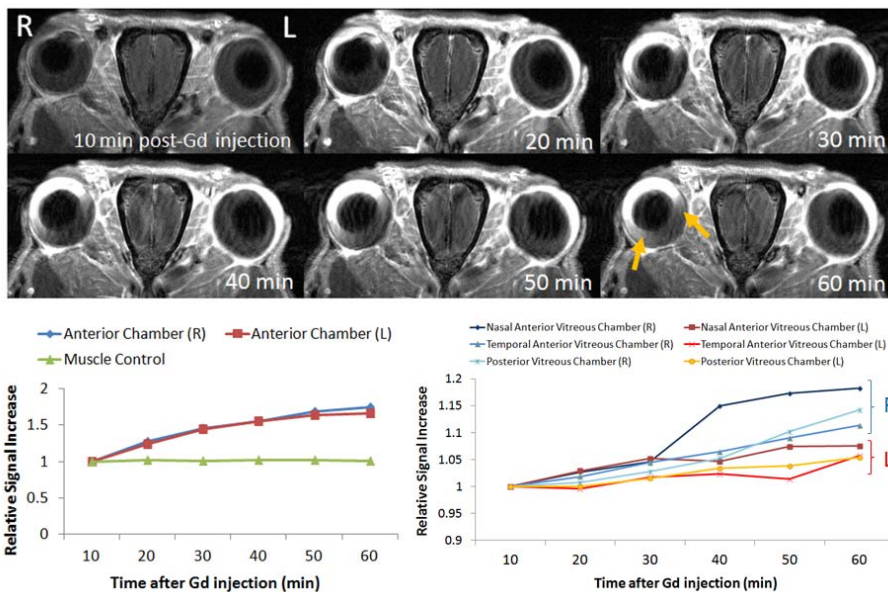 R
L
10 min post-Gd injection
20 min
30 min
40 min
50 min
60 min
Anterior Chamber (R)
Anterior Chamber (L)
Muscle Control
Relative Signal Increase
2
1.5
1
0.5
0
10 20 30 40 50 60
Time after Gd injection (min)
Nasal Anterior Vitreous Chamber (R)
Nasal Anterior Vitreous Chamber (L)
Temporal Anterior Vitreous Chamber (R)
Temporal Anterior Vitreous Chamber (L)
Posterior Vitreous Chamber (R)
Posterior Vitreous Chamber (L)
Relative Signal Increase
1.2
1.15
1.1
1.05
1
0.95
0.9
10 20 30 40 50 60
Time after Gd injection (min)
L